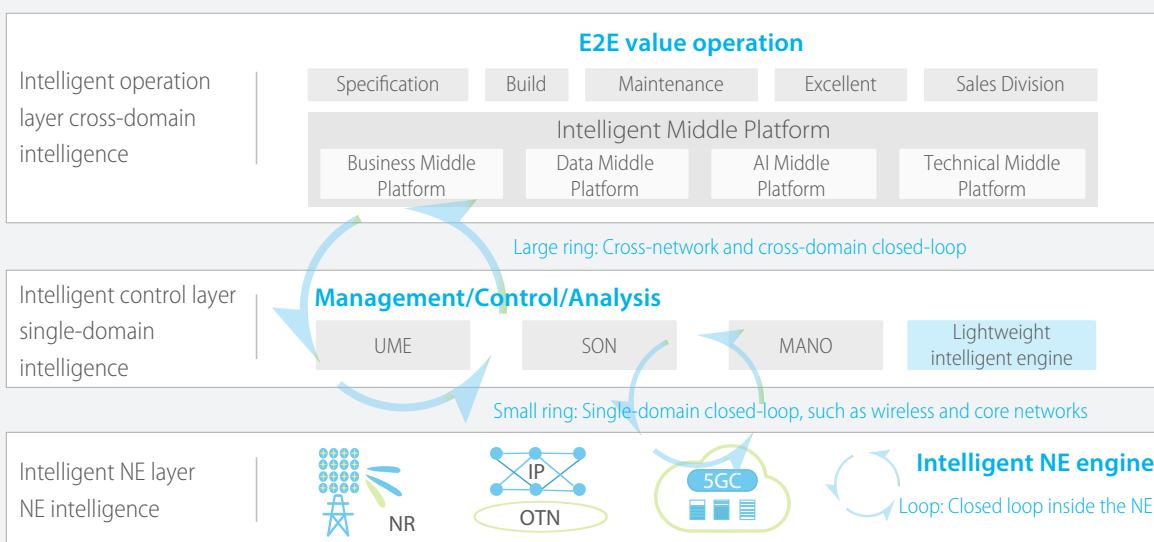 E2E value operation
Intelligent operation
layer cross-domain
intelligence
Specification
Build
Maintenance
Excellent
Sales Division
Intelligent Middle Platform
Business Middle
Platform
Data Middle
Platform
AI Middle
Platform
Technical Middle
Platform
Large ring: Cross-network and cross-domain closed-loop
Intelligent control layer
single-domain
intelligence
Management/Control/Analysis
UME
SON
MANO
Lightweight
intelligent engine
Small ring: Single-domain closed-loop, such as wireless and core networks
Intelligent NE layer
NE intelligence
NR
IP
OTN
5GC
Intelligent NE engine
Loop: Closed loop inside the NE